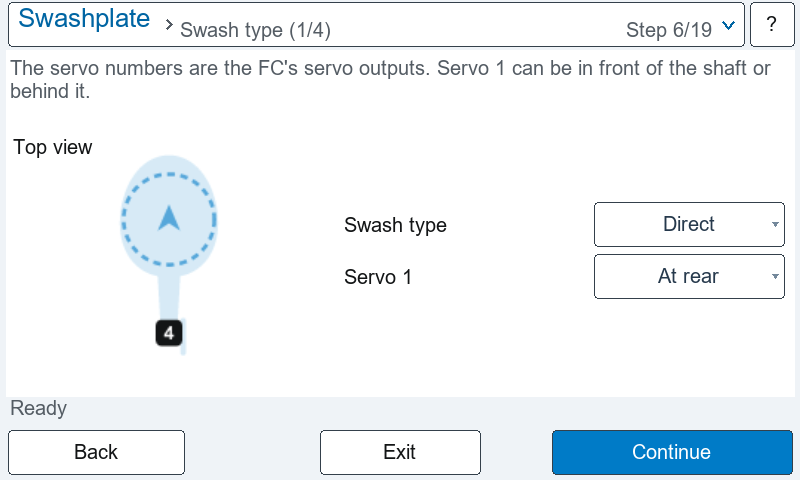 Swashplate › Swash type (1/4) Step 6/19 ?
The servo numbers are the FC's servo outputs. Servo 1 can be in front of the shaft or
behind it.
Top view
Swash type Direct
Servo 1 At rear
4
Ready
Back Exit Continue